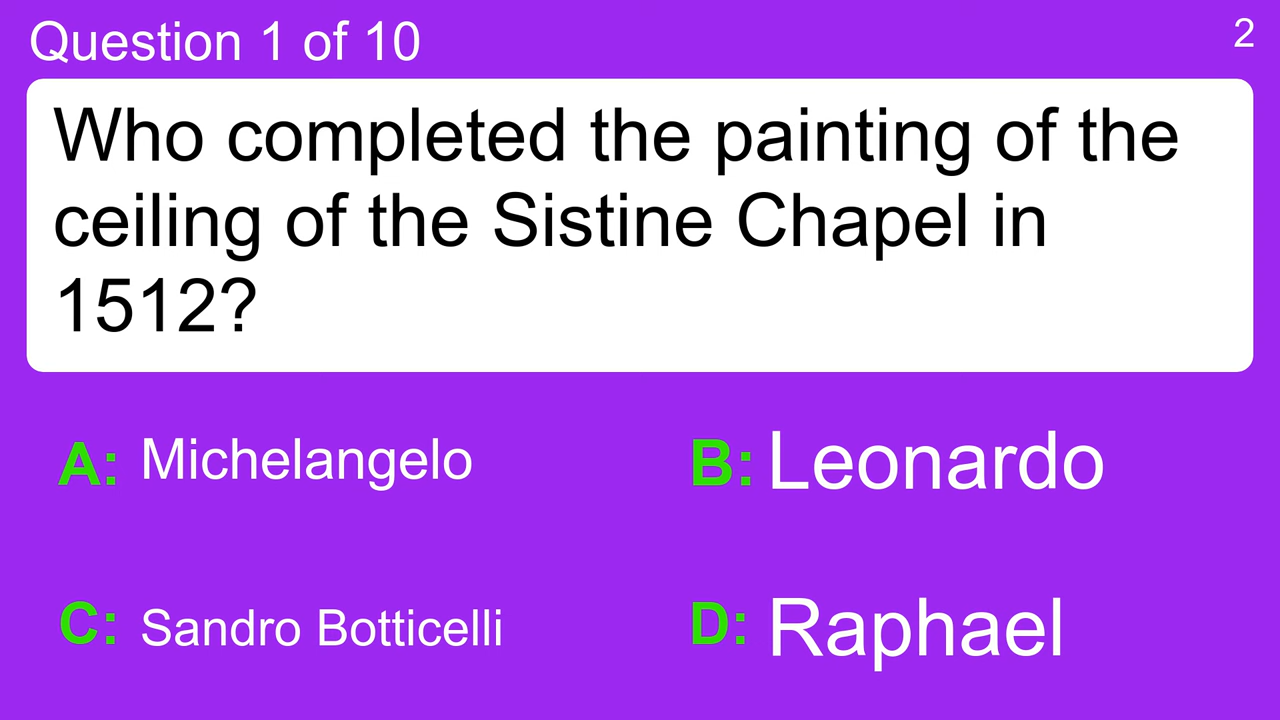 Question 1 of 10
2
Who completed the painting of the
ceiling of the Sistine Chapel in
1512?
A: Michelangelo
B: Leonardo
C: Sandro Botticelli
D: Raphael